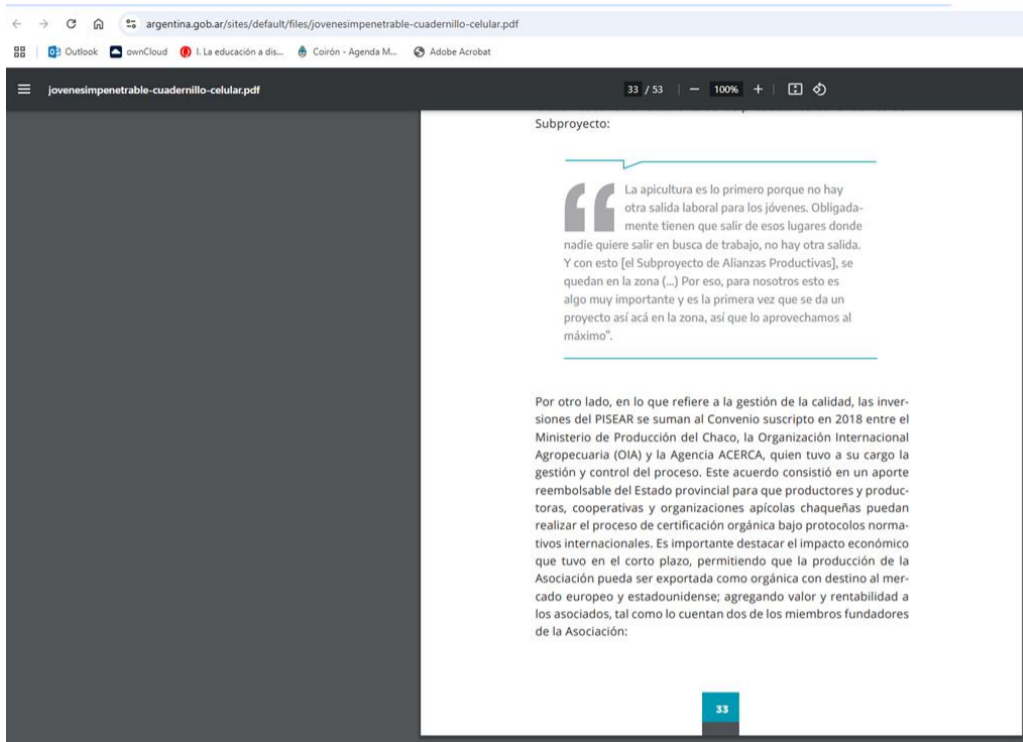 argentina.gob.ar/sites/default/files/jovenesimpenetrable-cuadernillo-celular.pdf
Outlook ownCloud I. La educación a dis... Coirón - Agenda M... Adobe Acrobat
jovenesimpenetrable-cuadernillo-celular.pdf 33 / 53 | − 100% + |
Subproyecto:
“ La apicultura es lo primero porque no hay
otra salida laboral para los jóvenes. Obligada-
mente tienen que salir de esos lugares donde
nadie quiere salir en busca de trabajo, no hay otra salida.
Y con esto [el Subproyecto de Alianzas Productivas], se
quedan en la zona (...) Por eso, para nosotros esto es
algo muy importante y es la primera vez que se da un
proyecto así acá en la zona, así que lo aprovechamos al
máximo”.
Por otro lado, en lo que refiere a la gestión de la calidad, las inver-
siones del PISEAR se suman al Convenio suscripto en 2018 entre el
Ministerio de Producción del Chaco, la Organización Internacional
Agropecuaria (OIA) y la Agencia ACERCA, quien tuvo a su cargo la
gestión y control del proceso. Este acuerdo consistió en un aporte
reembolsable del Estado provincial para que productores y produc-
toras, cooperativas y organizaciones apícolas chaqueñas puedan
realizar el proceso de certificación orgánica bajo protocolos norma-
tivos internacionales. Es importante destacar el impacto económico
que tuvo en el corto plazo, permitiendo que la producción de la
Asociación pueda ser exportada como orgánica con destino al mer-
cado europeo y estadounidense; agregando valor y rentabilidad a
los asociados, tal como lo cuentan dos de los miembros fundadores
de la Asociación:
33